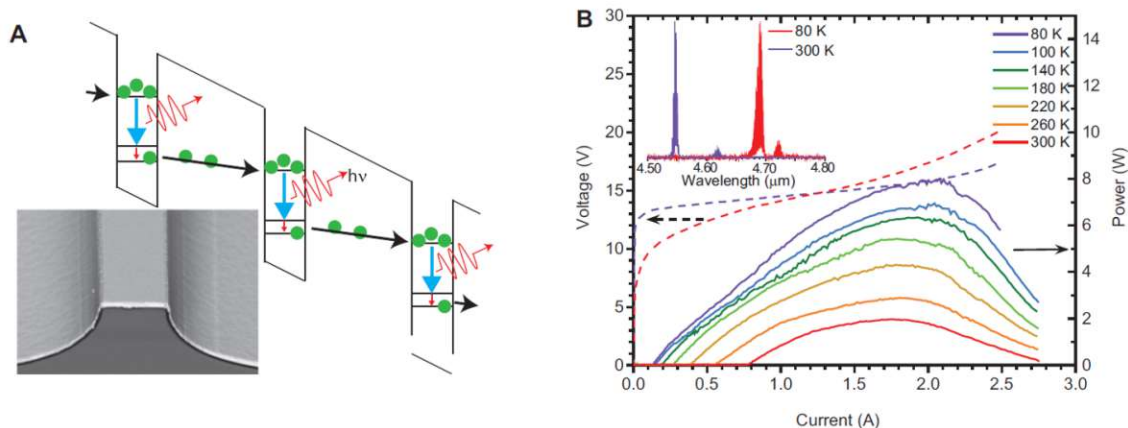 A
hν
B
Voltage (V)
30
25
20
15
10
5
0
80 K
300 K
4.50 4.60 4.70 4.80
Wavelength (μm)
80 K
100 K
140 K
180 K
220 K
260 K
300 K
14
12
10
8
6
4
2
0
Power (W)
0.0 0.5 1.0 1.5 2.0 2.5 3.0
Current (A)